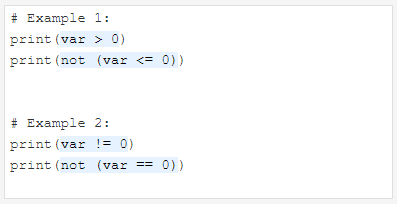 # Example 1:
print(var > 0)
print(not (var <= 0))
# Example 2:
print(var != 0)
print(not (var == 0))